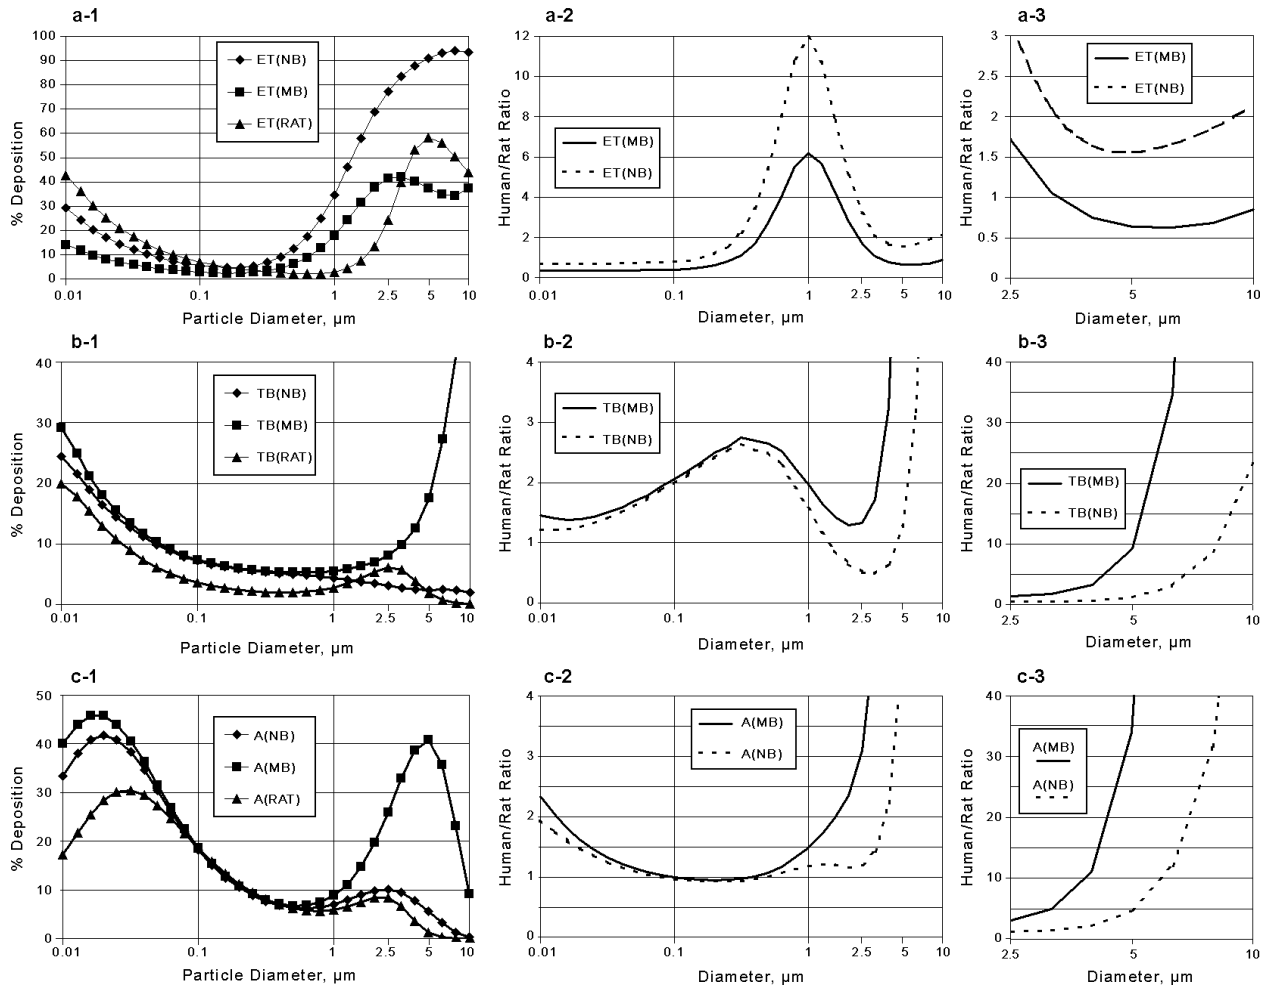 a-1
% Deposition
100
90
80
70
60
50
40
30
20
10
0
ET(NB)
ET(MB)
ET(RAT)
0.01 0.1 1 2.5 5 10
Particle Diameter, µm
a-2
Human/Rat Ratio
12
10
8
6
4
2
0
ET(MB)
ET(NB)
0.01 0.1 1 2.5 5 10
Diameter, µm
a-3
Human/Rat Ratio
3
2.5
2
1.5
1
0.5
0
ET(MB)
ET(NB)
2.5 5 10
Diameter, µm
b-1
% Deposition
40
30
20
10
0
TB(NB)
TB(MB)
TB(RAT)
0.01 0.1 1 2.5 5 10
Particle Diameter, µm
b-2
Human/Rat Ratio
4
3
2
1
0
TB(MB)
TB(NB)
0.01 0.1 1 2.5 5 10
Diameter, µm
b-3
Human/Rat Ratio
40
30
20
10
0
TB(MB)
TB(NB)
2.5 5 10
Diameter, µm
c-1
% Deposition
50
40
30
20
10
0
A(NB)
A(MB)
A(RAT)
0.01 0.1 1 2.5 5 10
Particle Diameter, µm
c-2
Human/Rat Ratio
4
3
2
1
0
A(MB)
A(NB)
0.01 0.1 1 2.5 5 10
Diameter, µm
c-3
Human/Rat Ratio
40
30
20
10
0
A(MB)
A(NB)
2.5 5 10
Diameter, µm